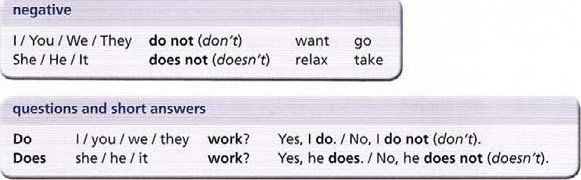 negative
I / You / We / They do not (don't) want go
She / He / It does not (doesn't) relax take
questions and short answers
Do I / you / we / they work? Yes, I do. / No, I do not (don't).
Does she / he / it work? Yes, he does. / No, he does not (doesn't).